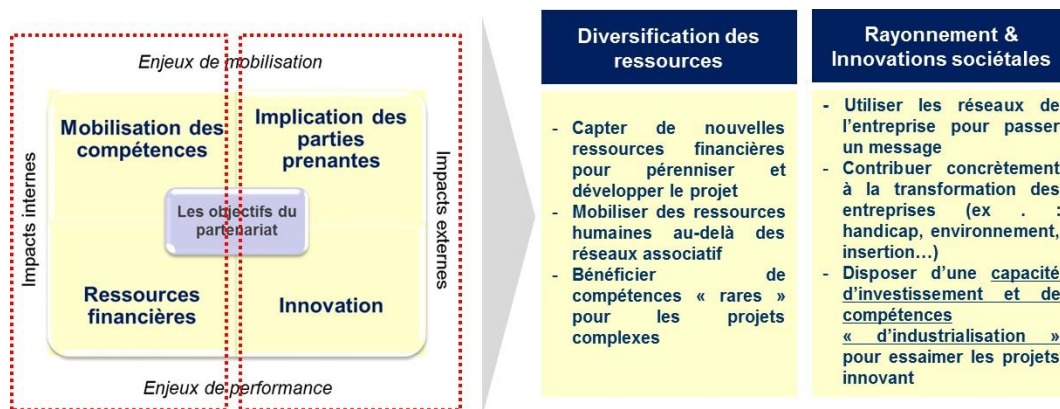 Enjeux de mobilisation
Mobilisation des
compétences
Implication des
parties
prenantes
Impacts internes
Les objectifs du
partenariat
Impacts externes
Ressources
financières
Innovation
Enjeux de performance
Diversification des
ressources
- Capter de nouvelles
ressources financières
pour pérenniser et
développer le projet
- Mobiliser des ressources
humaines au-delà des
réseaux associatif
- Bénéficier de
compétences « rares »
pour les projets
complexes
Rayonnement &
Innovations sociétales
- Utiliser les réseaux de
l’entreprise pour passer
un message
- Contribuer concrètement
à la transformation des
entreprises (ex . :
handicap, environnement,
insertion…)
- Disposer d’une capacité
d’investissement et de
compétences
« d’industrialisation »
pour essaimer les projets
innovant